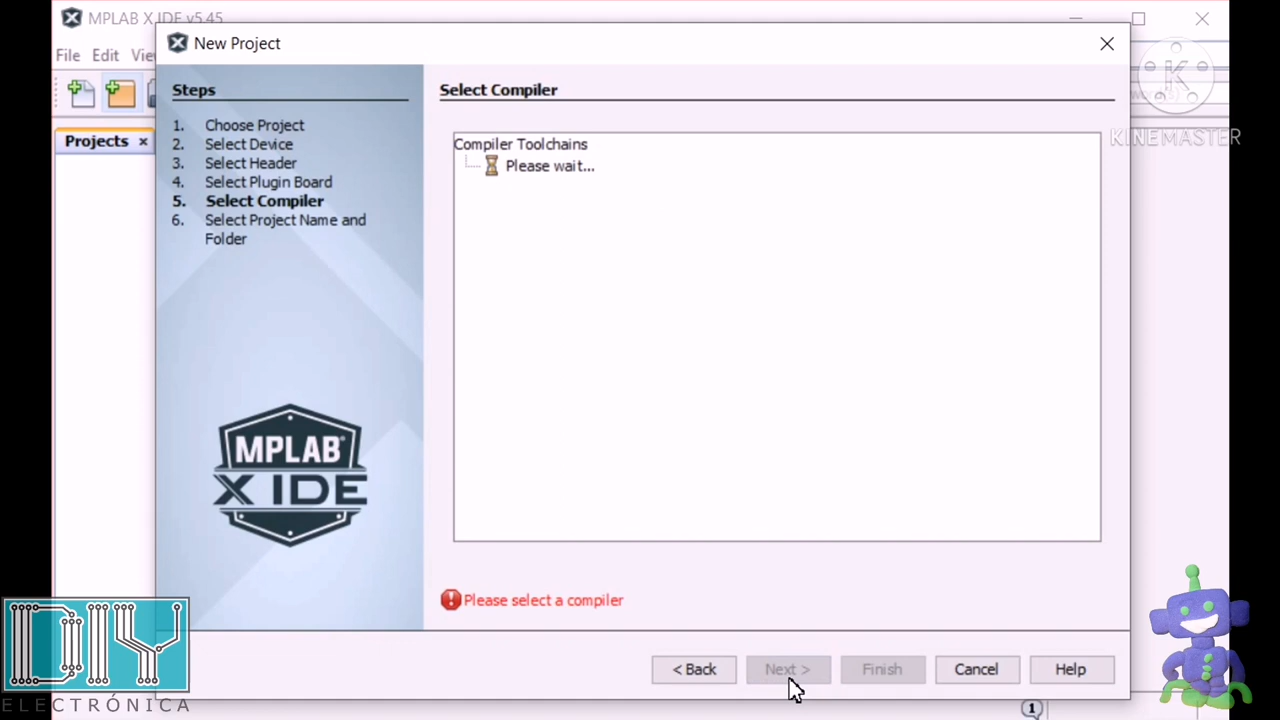 MPLAB X IDE v5.45
File Edit Vie
New Project
Projects ×
Steps
1. Choose Project
2. Select Device
3. Select Header
4. Select Plugin Board
5. Select Compiler
6. Select Project Name and
Folder
MPLAB®
X IDE
Select Compiler
Compiler Toolchains
Please wait...
Please select a compiler
< Back Next > Finish Cancel Help
K
KINEMASTER
DIY
ELECTRÓNICA
1